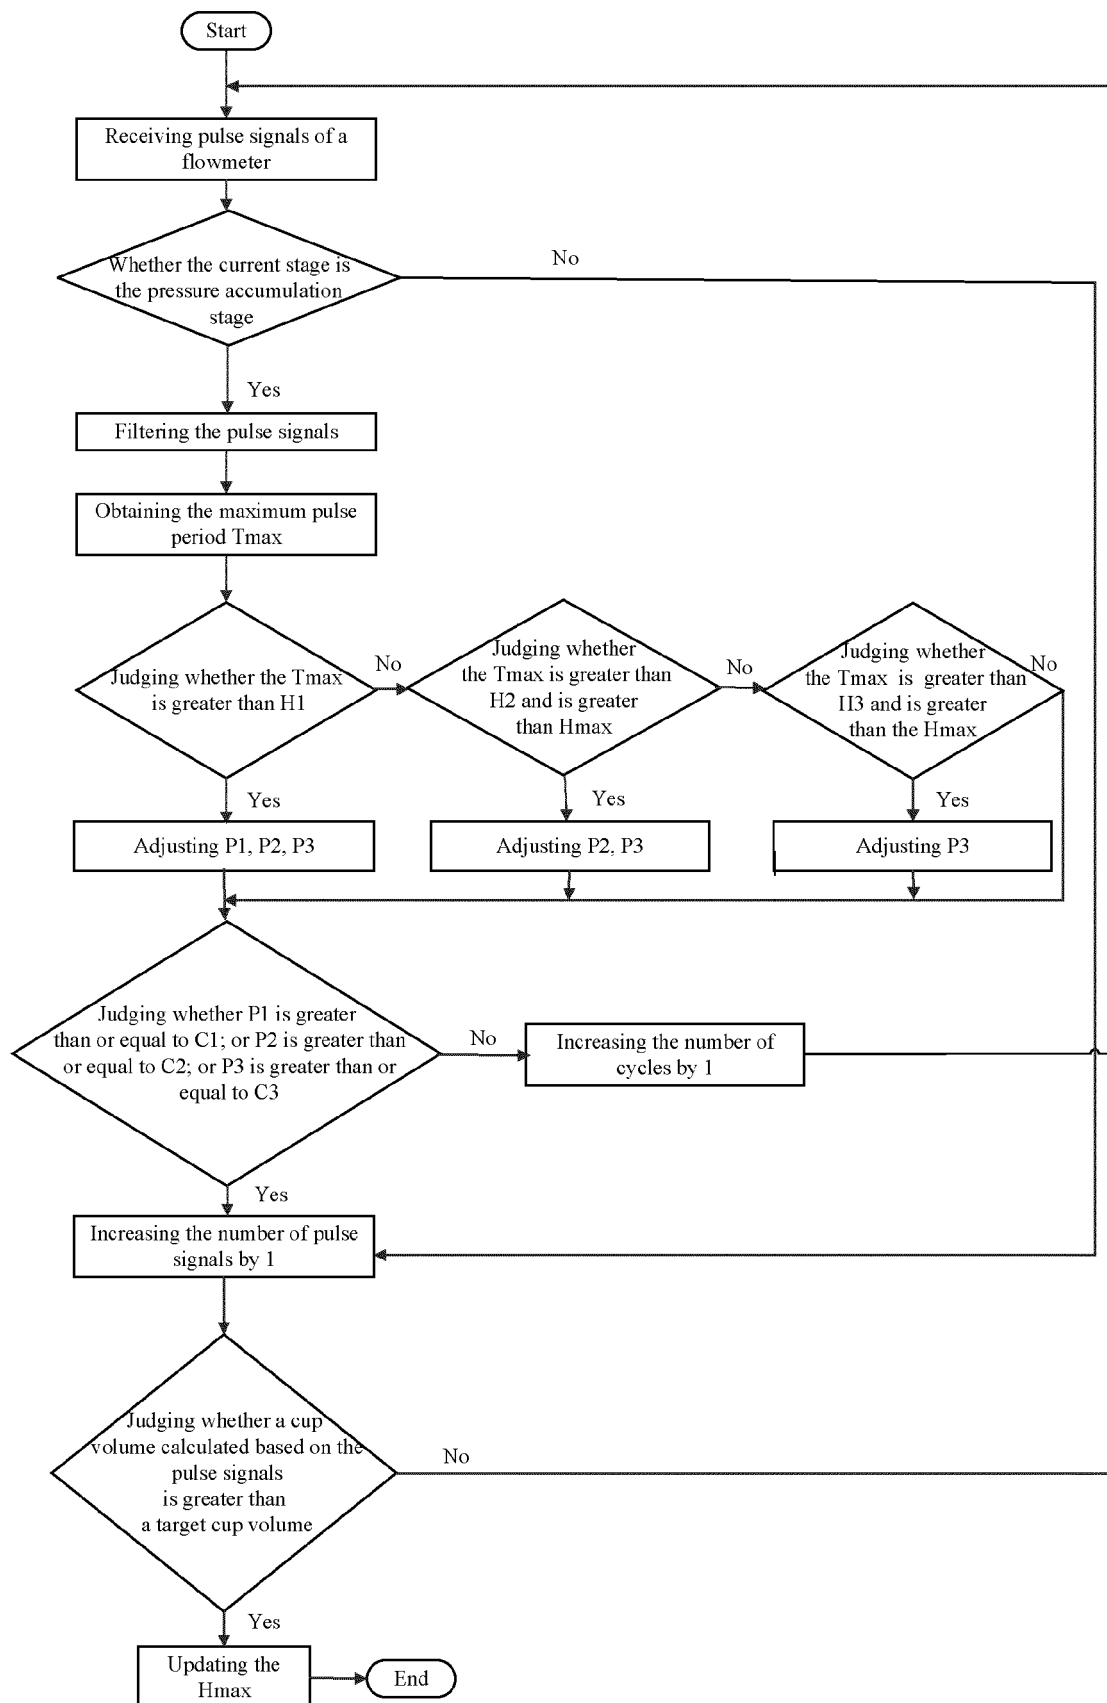 Start
Receiving pulse signals of a
flowmeter
Whether the current stage is
the pressure accumulation
stage
No
Yes
Filtering the pulse signals
Obtaining the maximum pulse
period Tmax
Judging whether the Tmax
is greater than H1
No
Judging whether
the Tmax is greater than
H2 and is greater
than Hmax
No
Judging whether
the Tmax is greater than
H3 and is greater
than the Hmax
No
Yes
Yes
Yes
Adjusting P1, P2, P3
Adjusting P2, P3
Adjusting P3
Judging whether P1 is greater
than or equal to C1; or P2 is greater than
or equal to C2; or P3 is greater than or
equal to C3
No
Increasing the number of
cycles by 1
Yes
Increasing the number of pulse
signals by 1
Judging whether a cup
volume calculated based on the
pulse signals
is greater than
a target cup volume
No
Yes
Updating the
Hmax
End